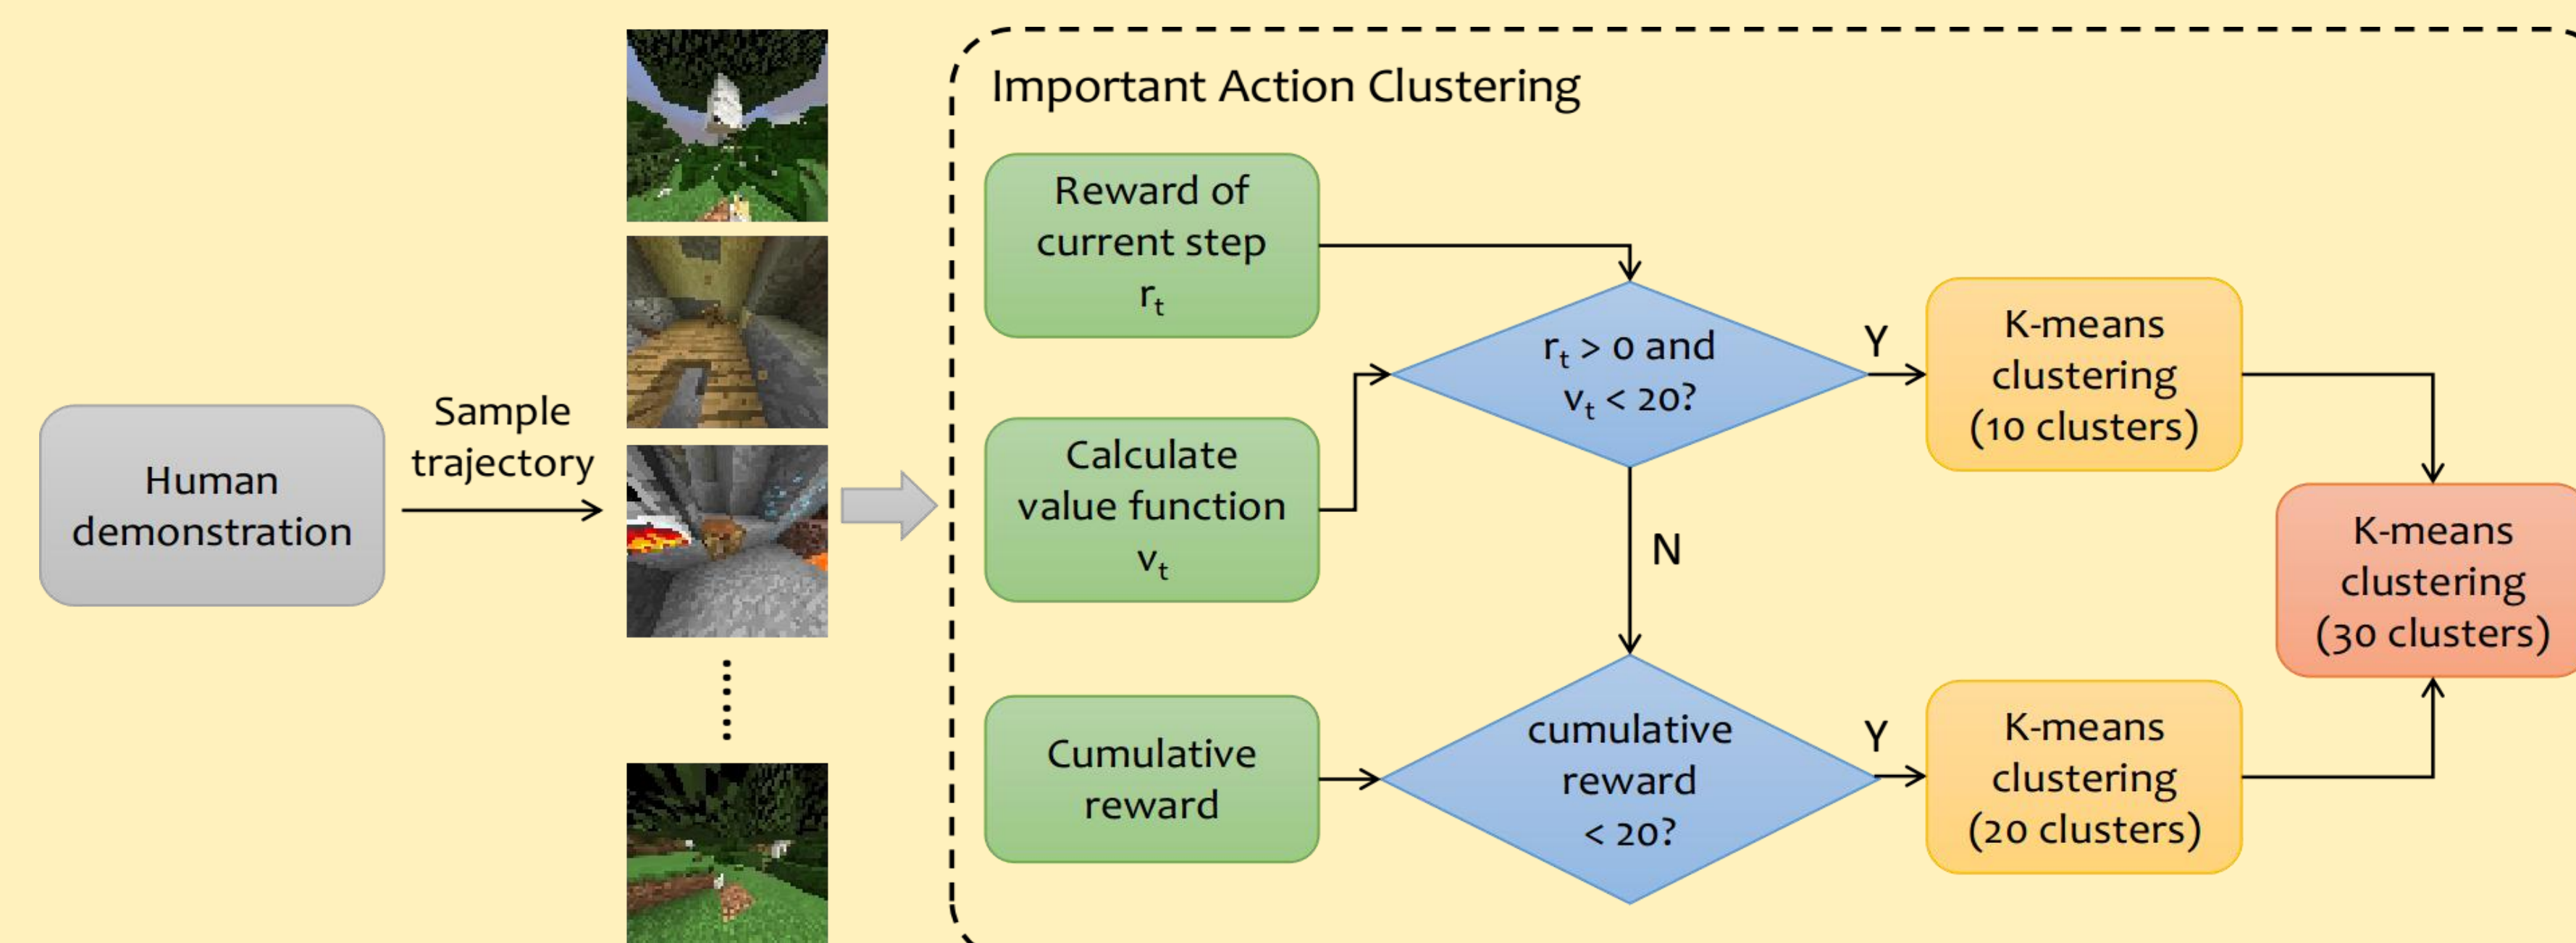 Important Action Clustering
Human
demonstration
Sample
trajectory
Reward of
current step
rₜ
Calculate
value function
vₜ
Cumulative
reward
rₜ > 0 and
vₜ < 20?
Y
N
cumulative
reward
< 20?
Y
K-means
clustering
(10 clusters)
K-means
clustering
(20 clusters)
K-means
clustering
(30 clusters)